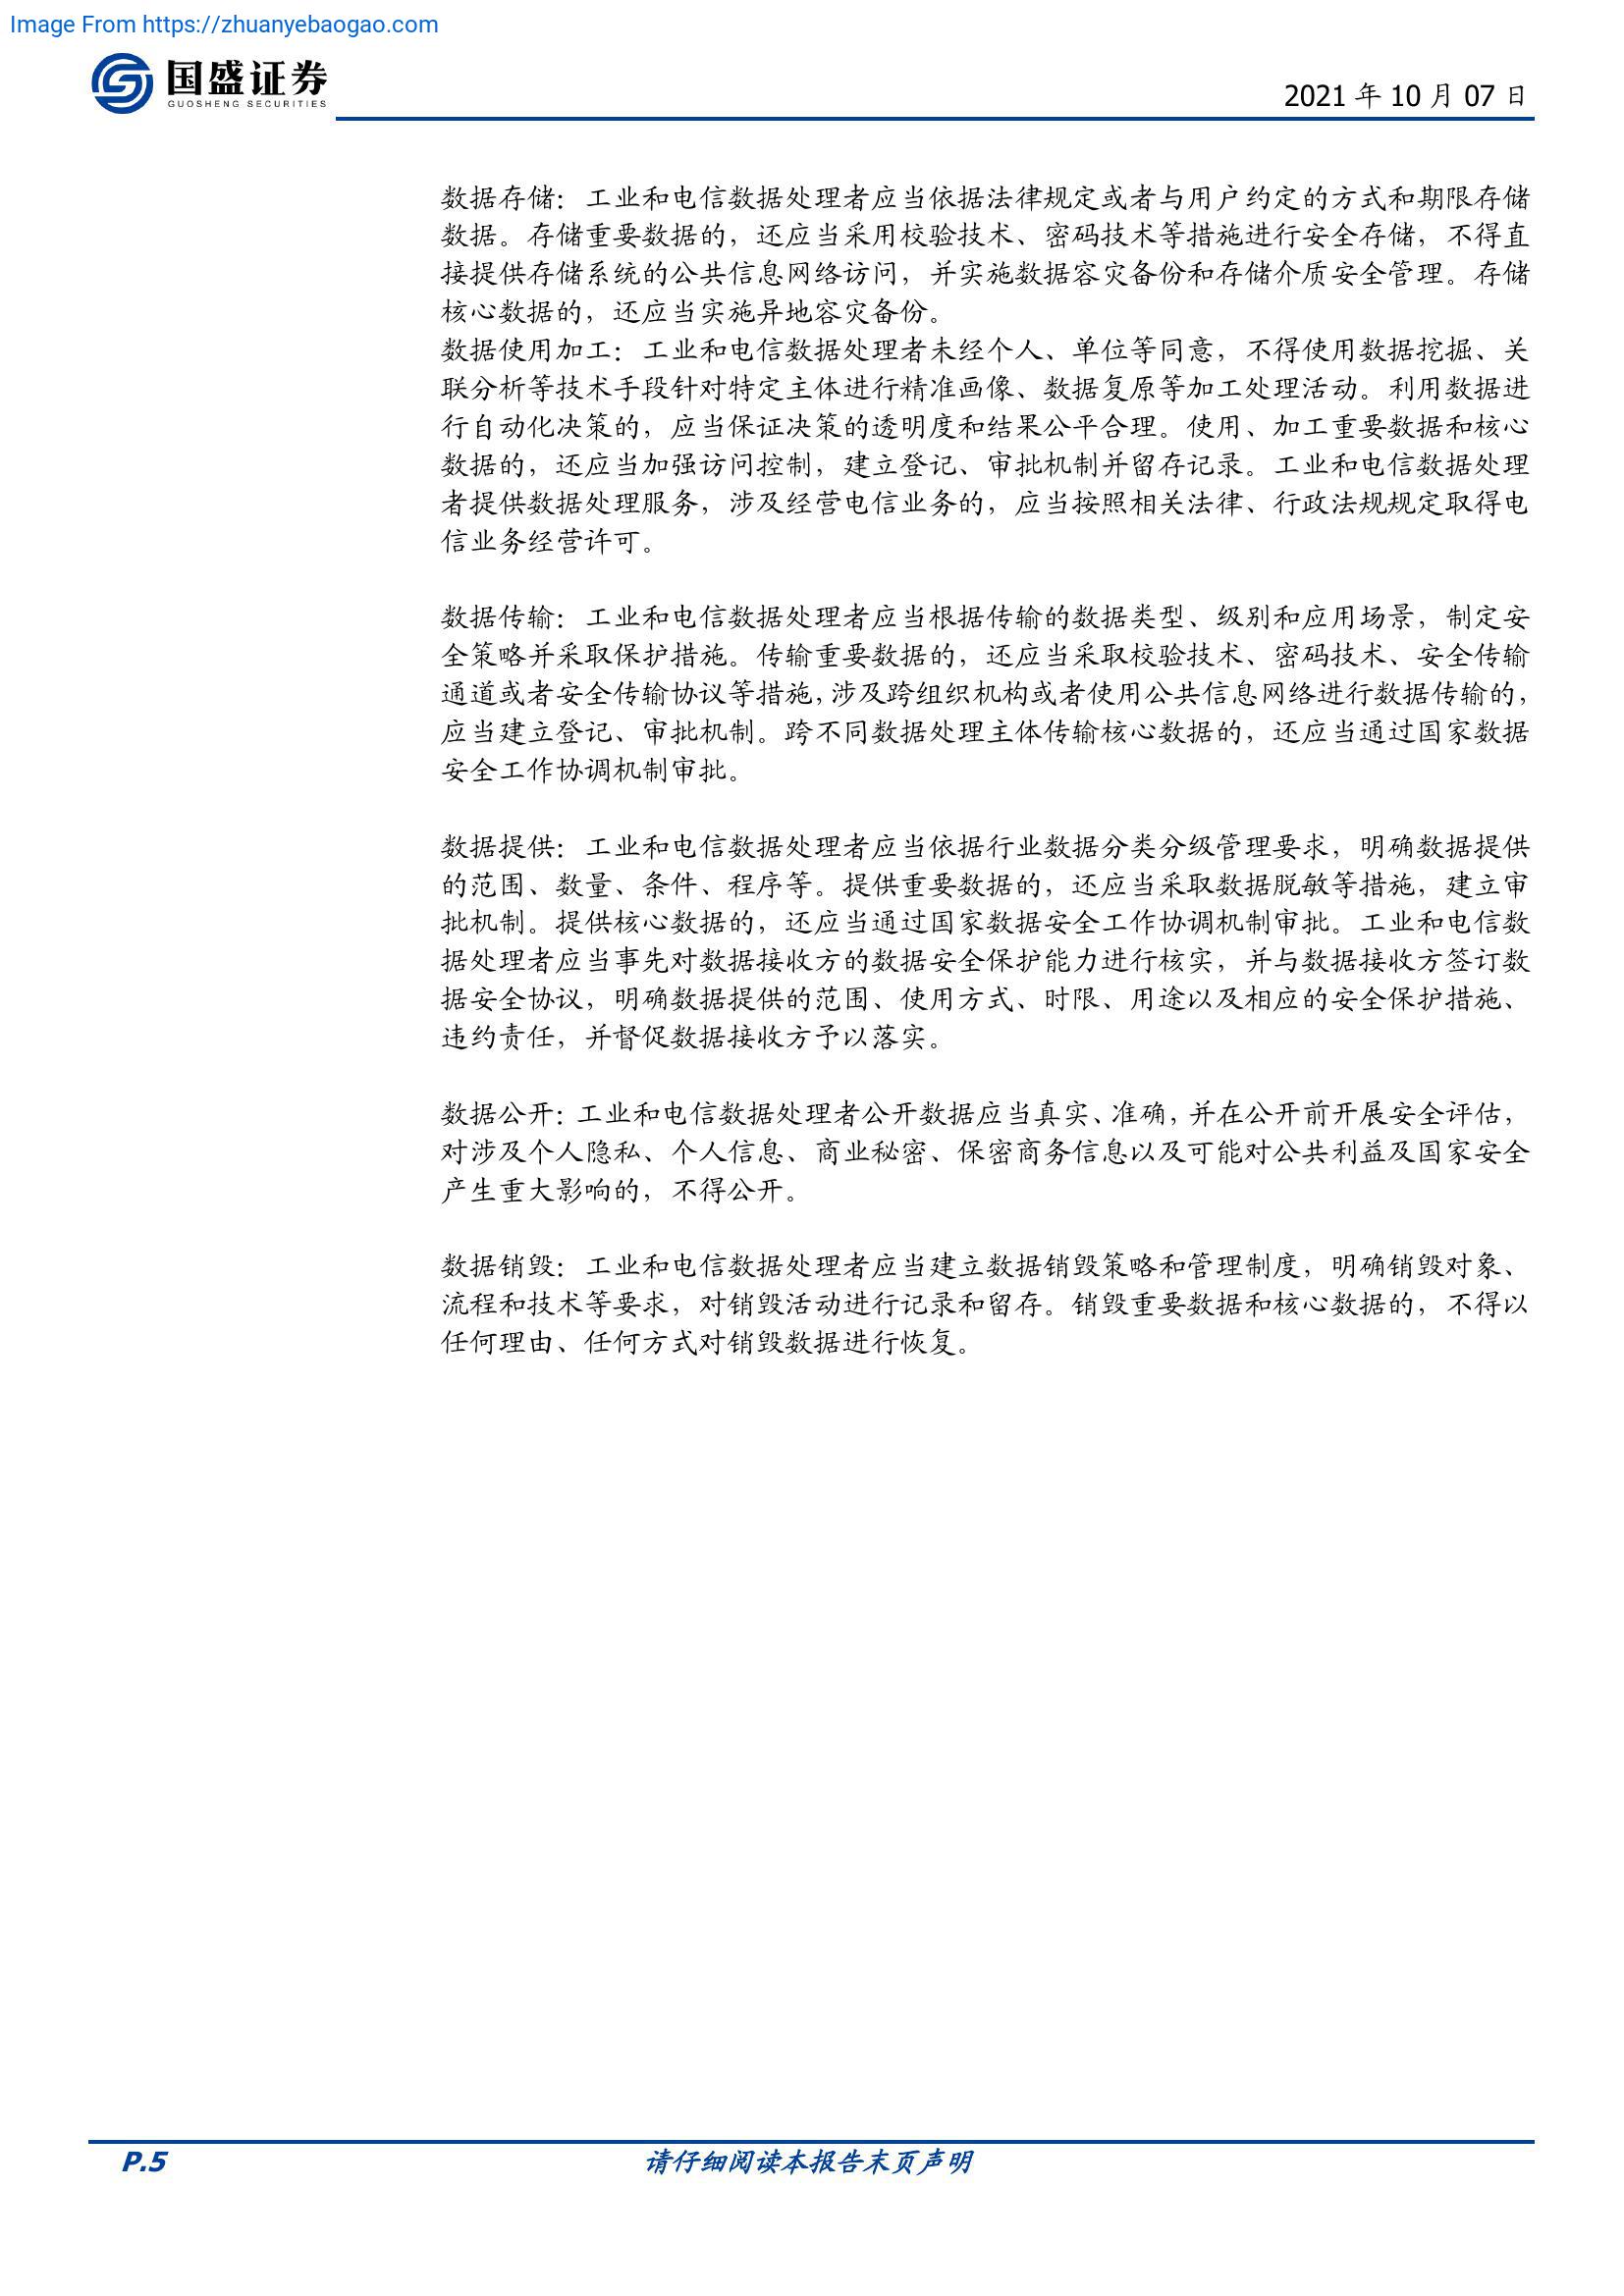 Image From https://zhuanyebaogao.com
国盛证券
GUOSHENG SECURITIES
2021 年 10 月 07 日
数据存储：工业和电信数据处理者应当依据法律规定或者与用户约定的方式和期限存储
数据。存储重要数据的，还应当采用校验技术、密码技术等措施进行安全存储，不得直
接提供存储系统的公共信息网络访问，并实施数据容灾备份和存储介质安全管理。存储
核心数据的，还应当实施异地容灾备份。
数据使用加工：工业和电信数据处理者未经个人、单位等同意，不得使用数据挖掘、关
联分析等技术手段针对特定主体进行精准画像、数据复原等加工处理活动。利用数据进
行自动化决策的，应当保证决策的透明度和结果公平合理。使用、加工重要数据和核心
数据的，还应当加强访问控制，建立登记、审批机制并留存记录。工业和电信数据处理
者提供数据处理服务，涉及经营电信业务的，应当按照相关法律、行政法规规定取得电
信业务经营许可。
数据传输：工业和电信数据处理者应当根据传输的数据类型、级别和应用场景，制定安
全策略并采取保护措施。传输重要数据的，还应当采取校验技术、密码技术、安全传输
通道或者安全传输协议等措施，涉及跨组织机构或者使用公共信息网络进行数据传输的，
应当建立登记、审批机制。跨不同数据处理主体传输核心数据的，还应当通过国家数据
安全工作协调机制审批。
数据提供：工业和电信数据处理者应当依据行业数据分类分级管理要求，明确数据提供
的范围、数量、条件、程序等。提供重要数据的，还应当采取数据脱敏等措施，建立审
批机制。提供核心数据的，还应当通过国家数据安全工作协调机制审批。工业和电信数
据处理者应当事先对数据接收方的数据安全保护能力进行核实，并与数据接收方签订数
据安全协议，明确数据提供的范围、使用方式、时限、用途以及相应的安全保护措施、
违约责任，并督促数据接收方予以落实。
数据公开：工业和电信数据处理者公开数据应当真实、准确，并在公开前开展安全评估，
对涉及个人隐私、个人信息、商业秘密、保密商务信息以及可能对公共利益及国家安全
产生重大影响的，不得公开。
数据销毁：工业和电信数据处理者应当建立数据销毁策略和管理制度，明确销毁对象、
流程和技术等要求，对销毁活动进行记录和留存。销毁重要数据和核心数据的，不得以
任何理由、任何方式对销毁数据进行恢复。
P.5
请仔细阅读本报告末页声明